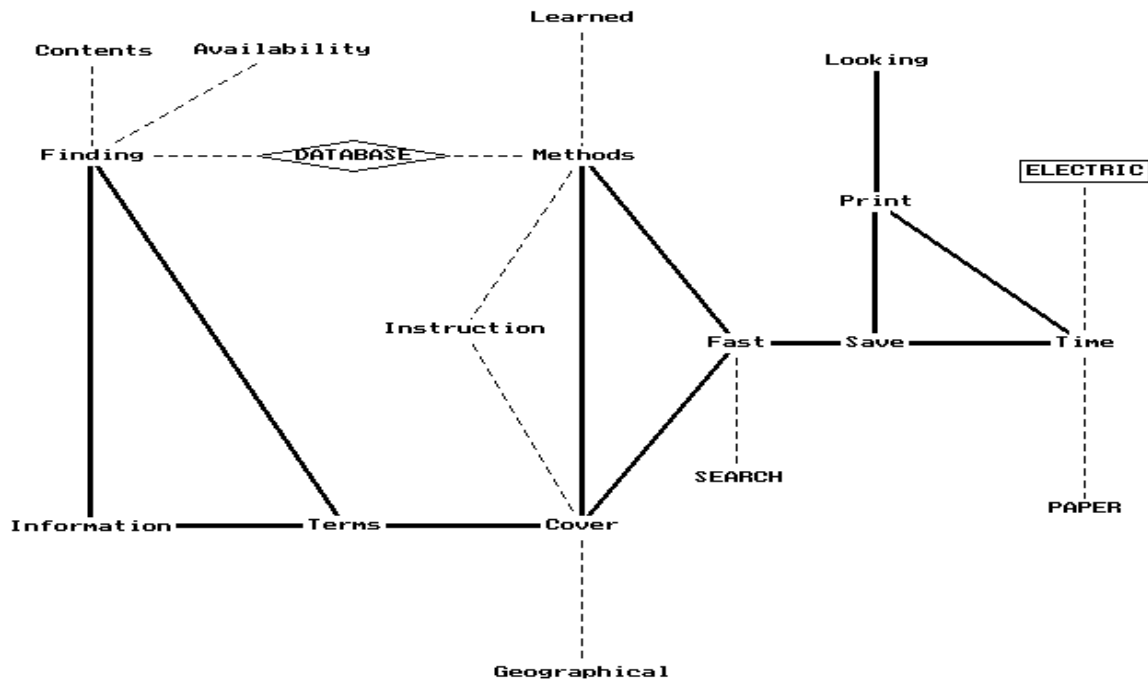 Learned
Contents
Availability
Looking
Finding
DATABASE
Methods
ELECTRIC
Print
Instruction
Fast
Save
Time
SEARCH
PAPER
Information
Terms
Cover
Geographical